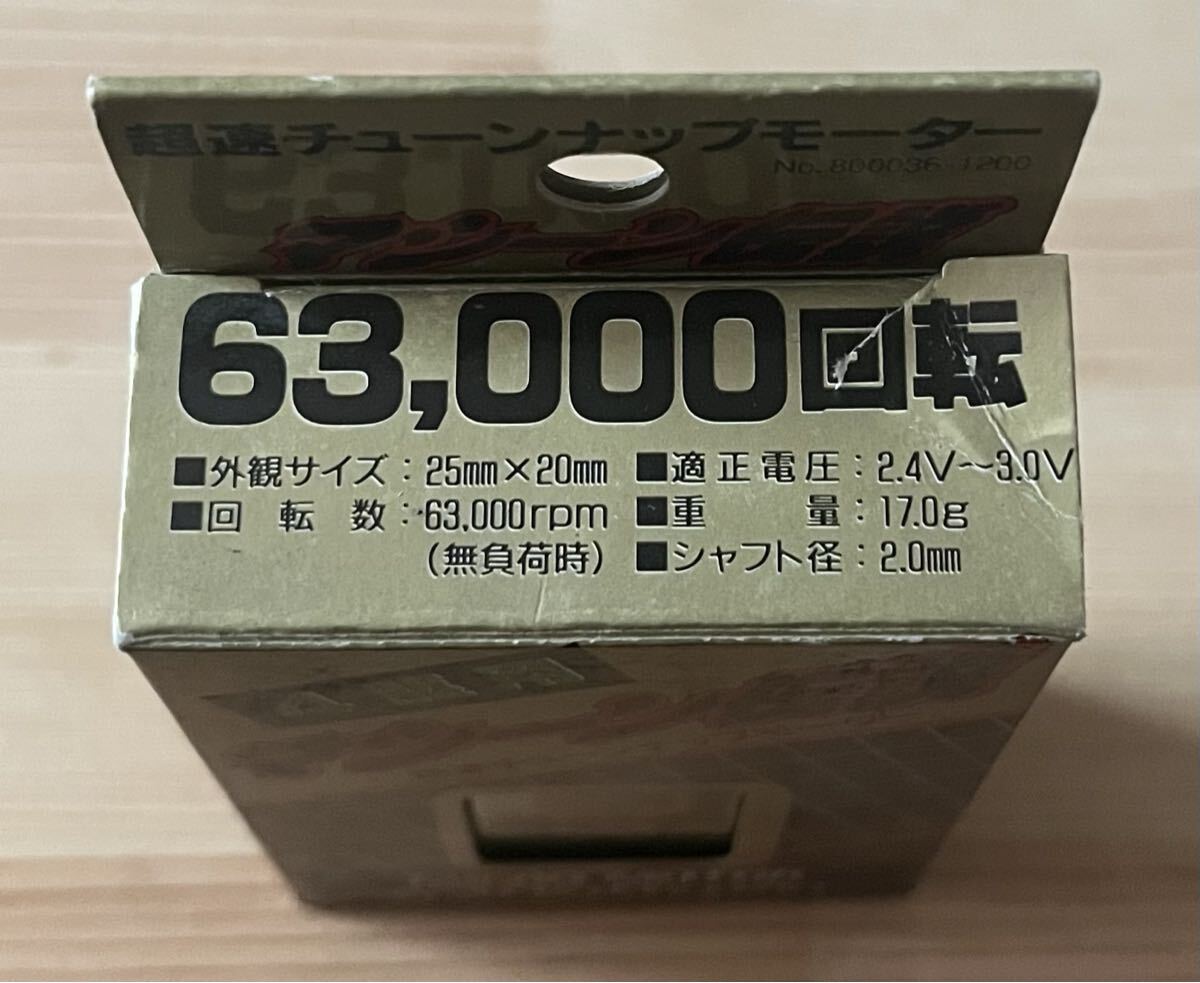 超速チューンナップモーター
No.800036-1200
63,000回転
■外観サイズ：25mm×20mm
■回転数：63,000rpm
（無負荷時）
■適正電圧：2.4V～3.0V
■重量：17.0g
■シャフト径：2.0mm